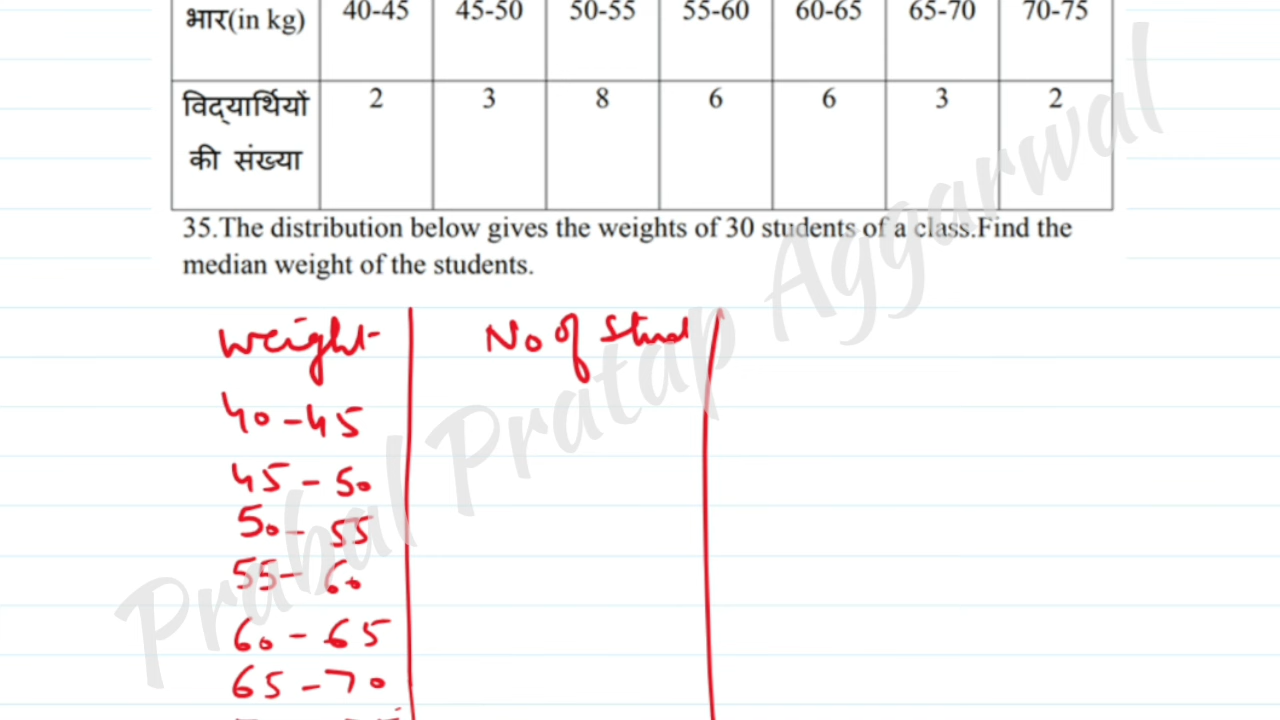 भार(in kg) 40-45 45-50 50-55 55-60 60-65 65-70 70-75
विद्यार्थियों की संख्या 2 3 8 6 6 3 2
35.The distribution below gives the weights of 30 students of a class.Find the
median weight of the students.
Weight No of Stud
40-45
45-50
50-55
55-60
60-65
65-70
Prabal Pratap Aggarwal